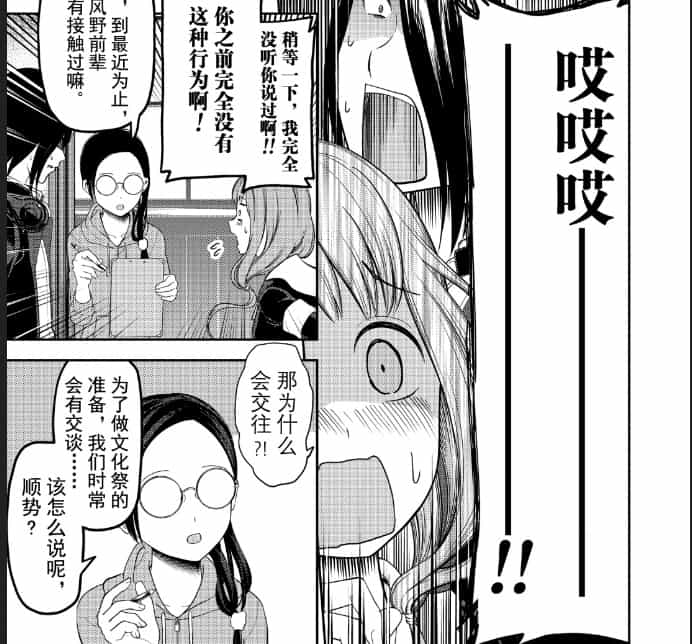 哎哎哎——
——!!
稍等一下，我完全
没听你说过啊!!
你之前完全没有
这种行为啊！
，到最近为止，
风野前辈
有接触过嘛。
那为什么
会交往?!
为了做文化祭的
准备，我们时常
会有交谈……
该怎么说呢，
顺势？